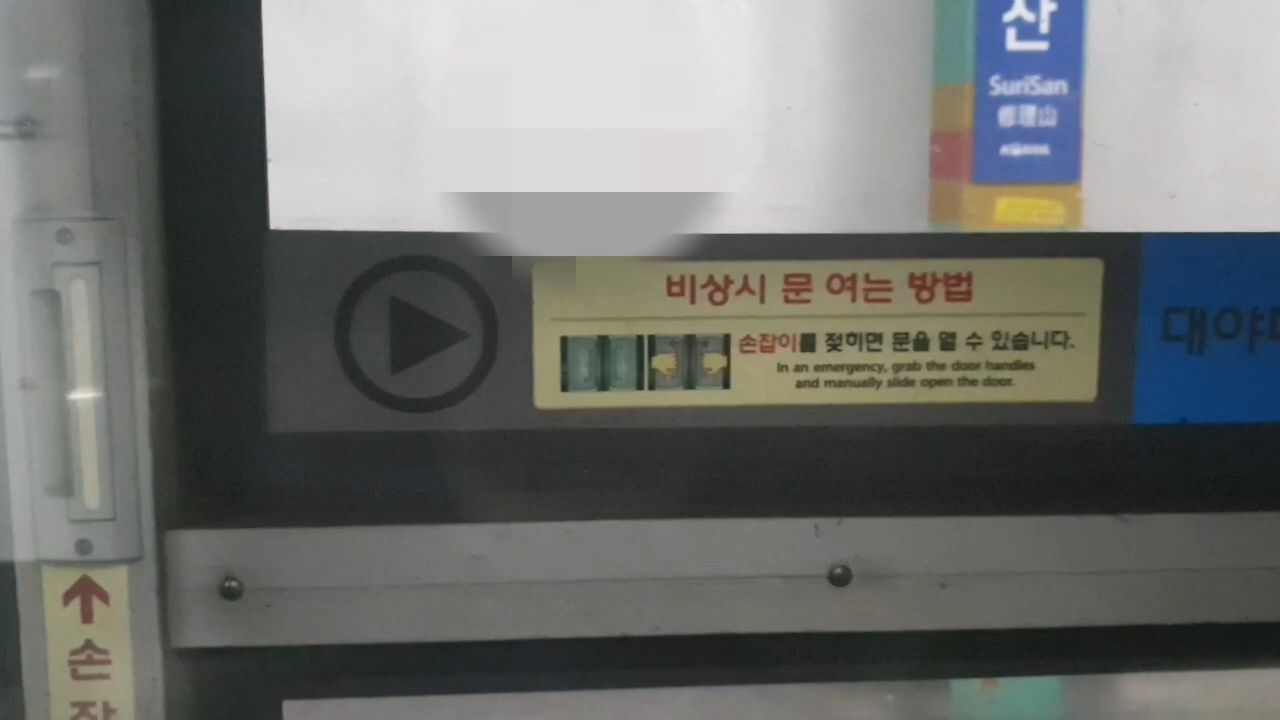 산
SuriSan
修理山
비상시 문 여는 방법
손잡이를 젖히면 문을 열 수 있습니다.
In an emergency, grab the door handles
and manually slide open the door.
대야
손
잡